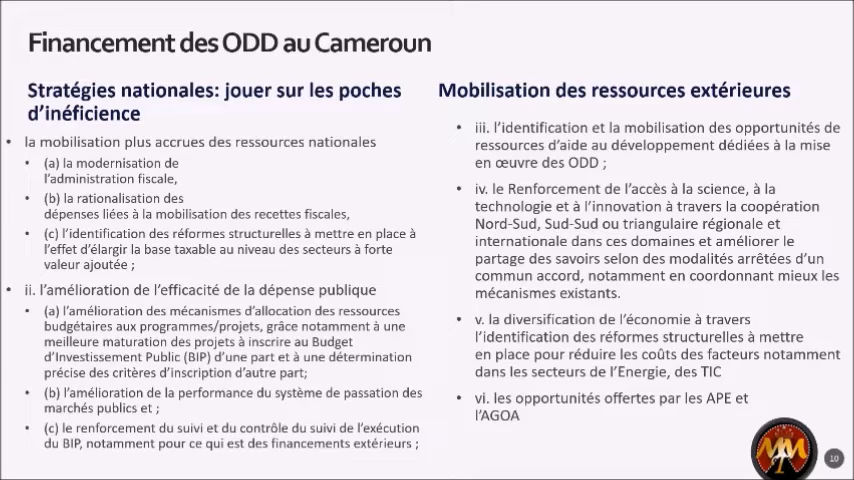 Financement des ODD au Cameroun
Stratégies nationales: jouer sur les poches
d’inéficience
• la mobilisation plus accrues des ressources nationales
• (a) la modernisation de
l’administration fiscale,
• (b) la rationalisation des
dépenses liées à la mobilisation des recettes fiscales,
• (c) l’identification des réformes structurelles à mettre en place à
l’effet d’élargir la base taxable au niveau des secteurs à forte
valeur ajoutée ;
• ii. l’amélioration de l’efficacité de la dépense publique
• (a) l’amélioration des mécanismes d’allocation des ressources
budgétaires aux programmes/projets, grâce notamment à une
meilleure maturation des projets à inscrire au Budget
d’Investissement Public (BIP) d’une part et à une détermination
précise des critères d’inscription d’autre part;
• (b) l’amélioration de la performance du système de passation des
marchés publics et ;
• (c) le renforcement du suivi et du contrôle du suivi de l’exécution
du BIP, notamment pour ce qui est des financements extérieurs ;
Mobilisation des ressources extérieures
• iii. l’identification et la mobilisation des opportunités de
ressources d’aide au développement dédiées à la mise
en œuvre des ODD ;
• iv. le Renforcement de l’accès à la science, à la
technologie et à l’innovation à travers la coopération
Nord-Sud, Sud-Sud ou triangulaire régionale et
internationale dans ces domaines et améliorer le
partage des savoirs selon des modalités arrêtées d’un
commun accord, notamment en coordonnant mieux les
mécanismes existants.
• v. la diversification de l’économie à travers
l’identification des réformes structurelles à mettre
en place pour réduire les coûts des facteurs notamment
dans les secteurs de l’Energie, des TIC
• vi. les opportunités offertes par les APE et
l’AGOA
10